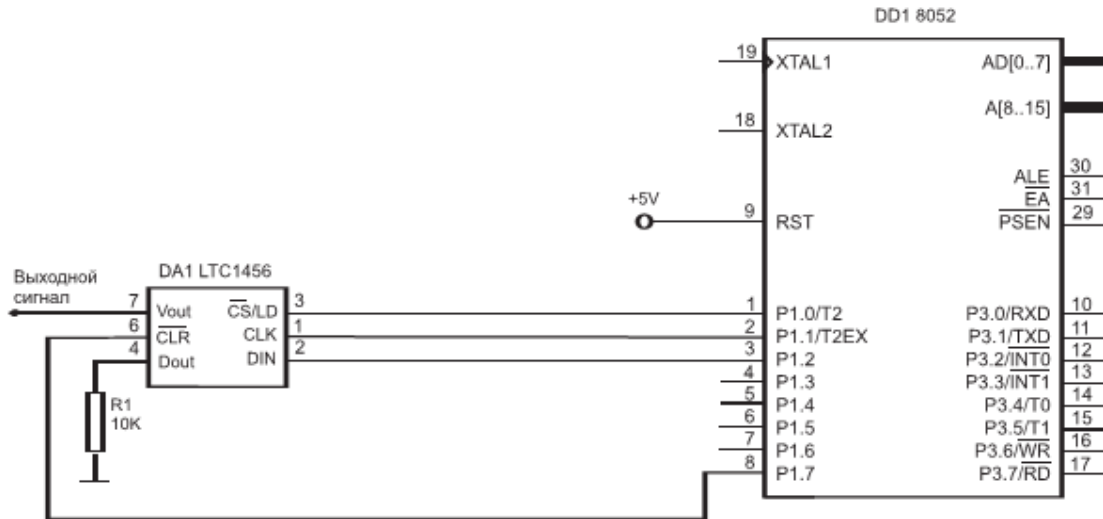 DD1 8052
19
XTAL1
AD[0..7]
A[8..15]
18
XTAL2
ALE
30
EA
31
+5V
9
RST
PSEN
29
Выходной
сигнал
DA1 LTC1456
7
Vout
CS/LD
3
1
P1.0/T2
P3.0/RXD
10
6
CLR
CLK
1
2
P1.1/T2EX
P3.1/TXD
11
4
Dout
DIN
2
3
P1.2
P3.2/INT0
12
4
P1.3
P3.3/INT1
13
5
P1.4
P3.4/T0
14
R1
10K
6
P1.5
P3.5/T1
15
7
P1.6
P3.6/WR
16
8
P1.7
P3.7/RD
17